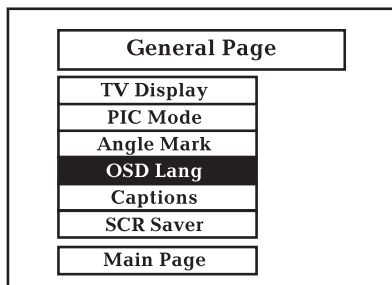 General Page
TV Display
PIC Mode
Angle Mark
OSD Lang
Captions
SCR Saver
Main Page